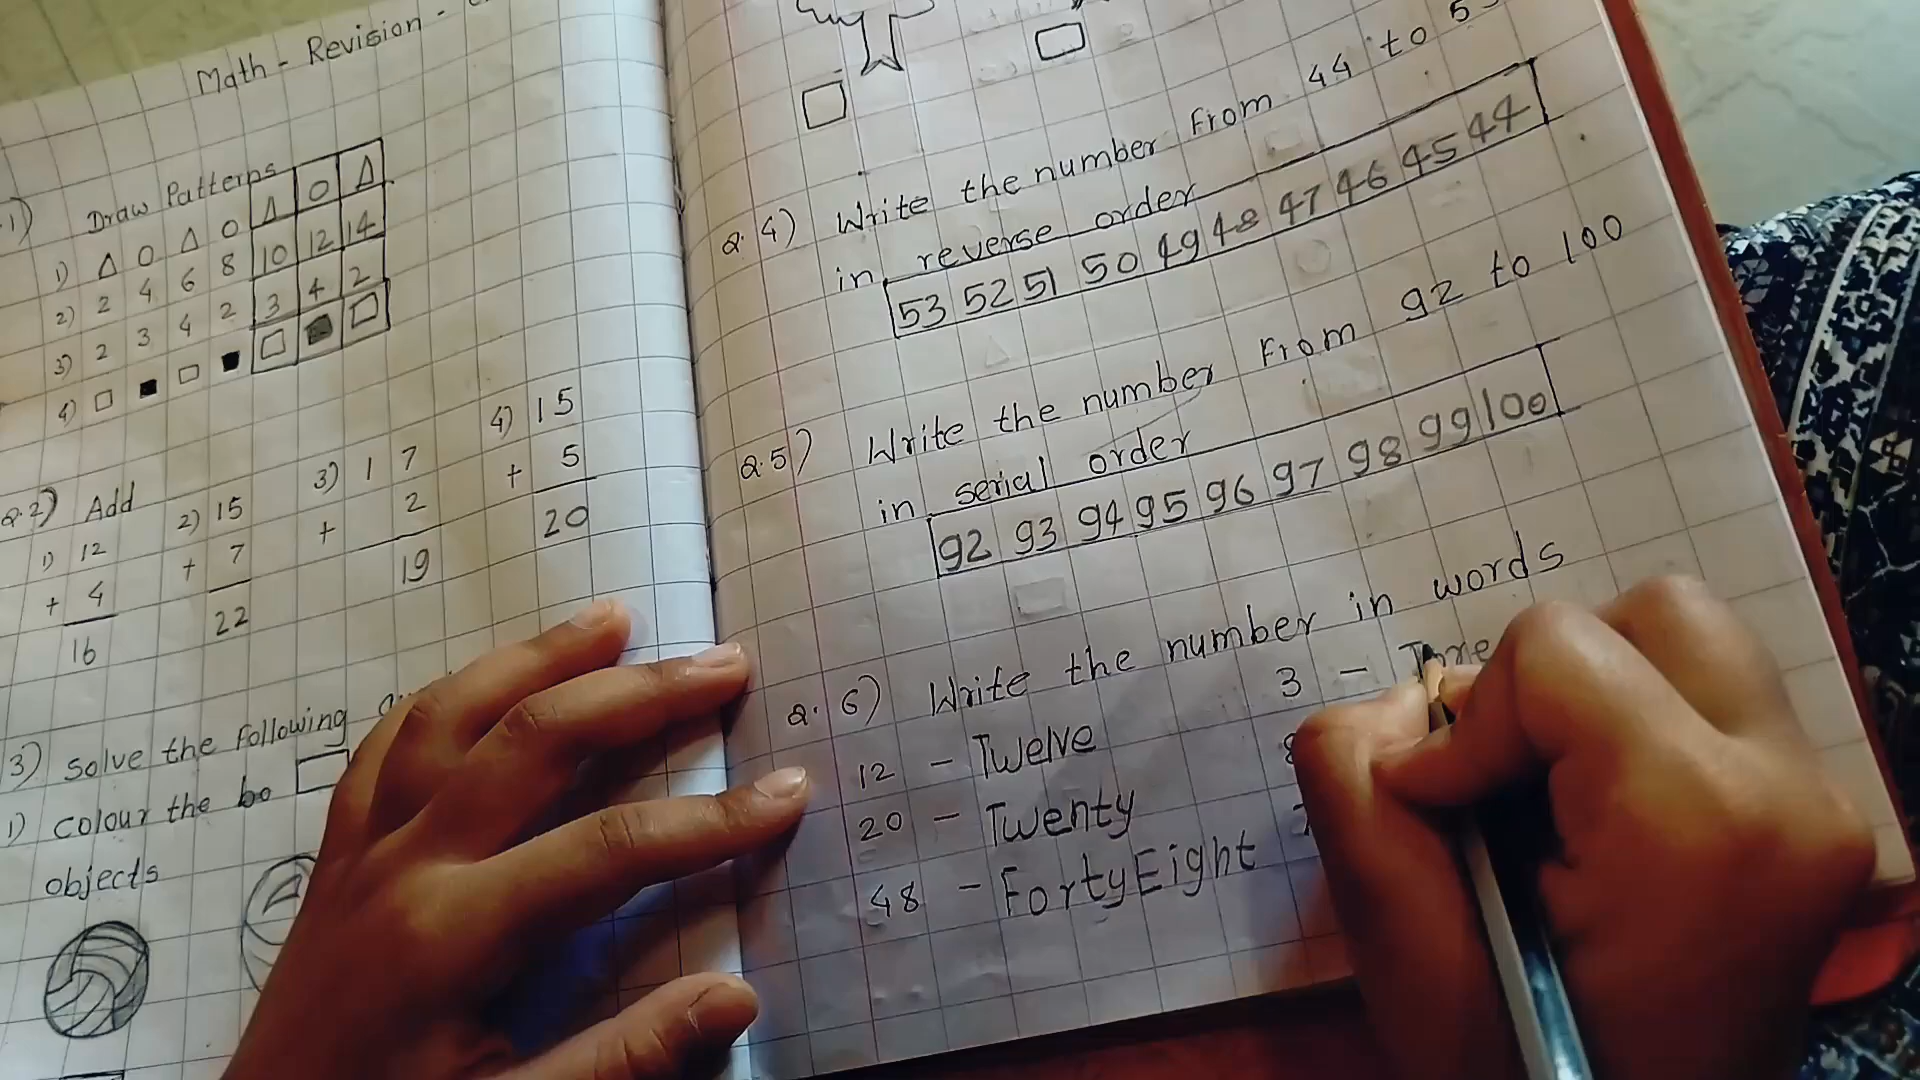 Math - Revision -
1) Draw Patterns
1) Δ O Δ O Δ O Δ
2) 2 4 6 8 10 12 14
3) 2 3 4 2 3 4 2
4) □ ■ □ ■ □ ■ □
Q.2) Add
1) 12 2) 15 3) 17 4) 15
+ 4 + 7 + 2 + 5
16 22 19 20
3) Solve the following
1) Colour the bo
objects
Q.4) Write the number from 44 to
in reverse order
53 52 51 50 49 48 47 46 45 44
Q.5) Write the number from 92 to 100
in serial order
92 93 94 95 96 97 98 99 100
Q.6) Write the number in words
12 - Twelve 3 -
20 - Twenty 8
48 - FortyEight